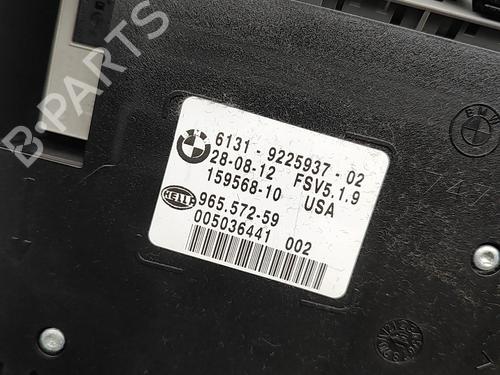 B-PARTS
BMW
6131 - 9225937 - 02
28-08-12 FSV5.1.9
159568-10 USA
HELLA
965.572-59
005036441 002